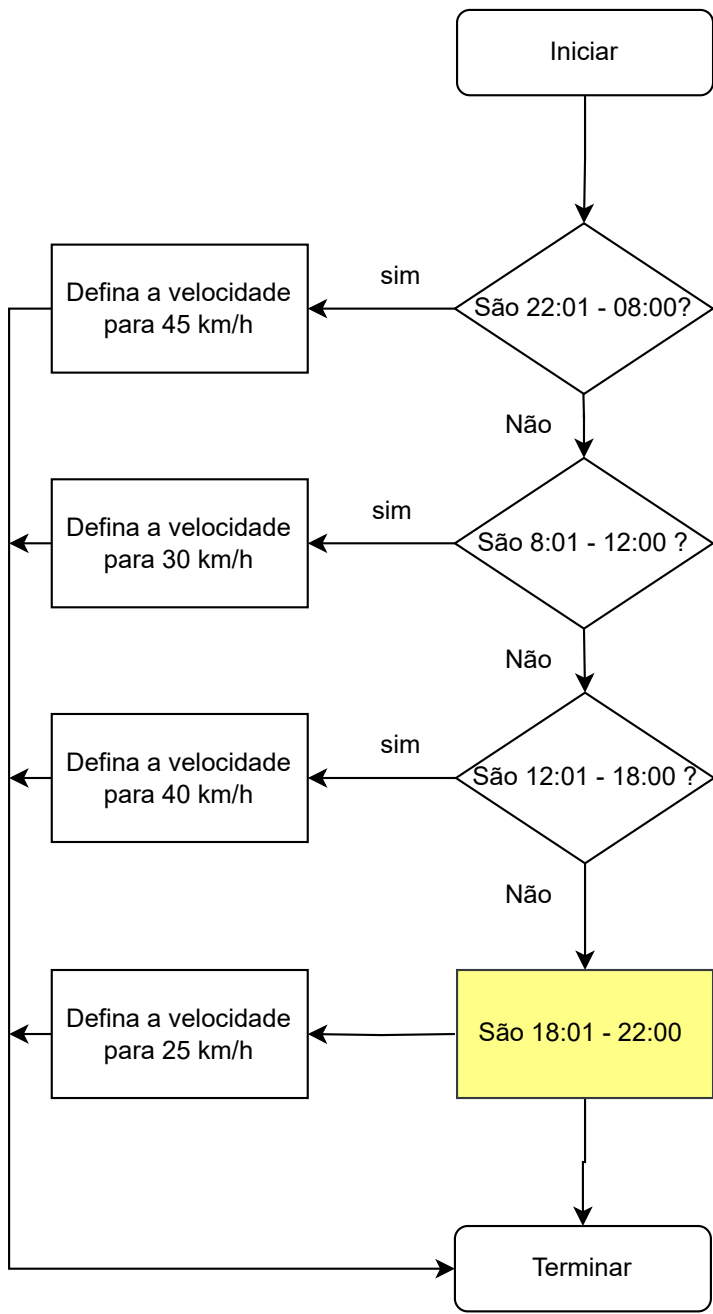 Iniciar
sim
São 22:01 - 08:00?
Defina a velocidade
para 45 km/h
Não
sim
São 8:01 - 12:00 ?
Defina a velocidade
para 30 km/h
Não
sim
São 12:01 - 18:00 ?
Defina a velocidade
para 40 km/h
Não
São 18:01 - 22:00
Defina a velocidade
para 25 km/h
Terminar